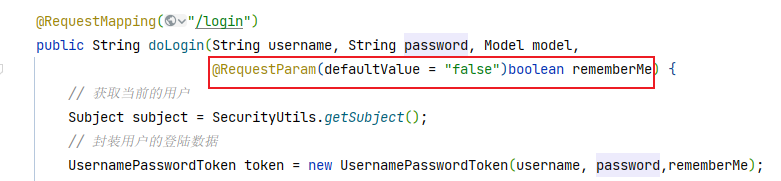 @RequestMapping("/login")
public String doLogin(String username, String password, Model model,
@RequestParam(defaultValue = "false")boolean rememberMe) {
// 获取当前的用户
Subject subject = SecurityUtils.getSubject();
// 封装用户的登陆数据
UsernamePasswordToken token = new UsernamePasswordToken(username, password,rememberMe);